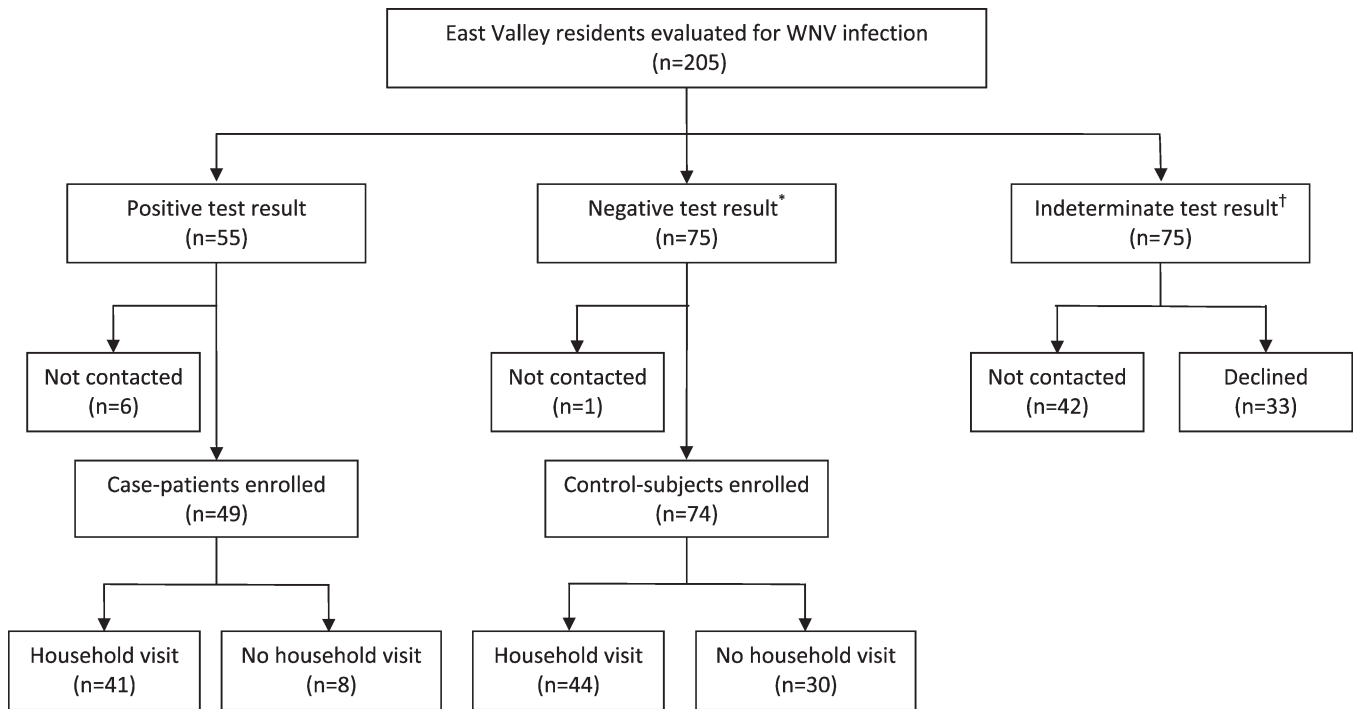 East Valley residents evaluated for WNV infection
(n=205)
Positive test result
(n=55)
Negative test result*
(n=75)
Indeterminate test result†
(n=75)
Not contacted
(n=6)
Not contacted
(n=1)
Not contacted
(n=42)
Declined
(n=33)
Case-patients enrolled
(n=49)
Control-subjects enrolled
(n=74)
Household visit
(n=41)
No household visit
(n=8)
Household visit
(n=44)
No household visit
(n=30)